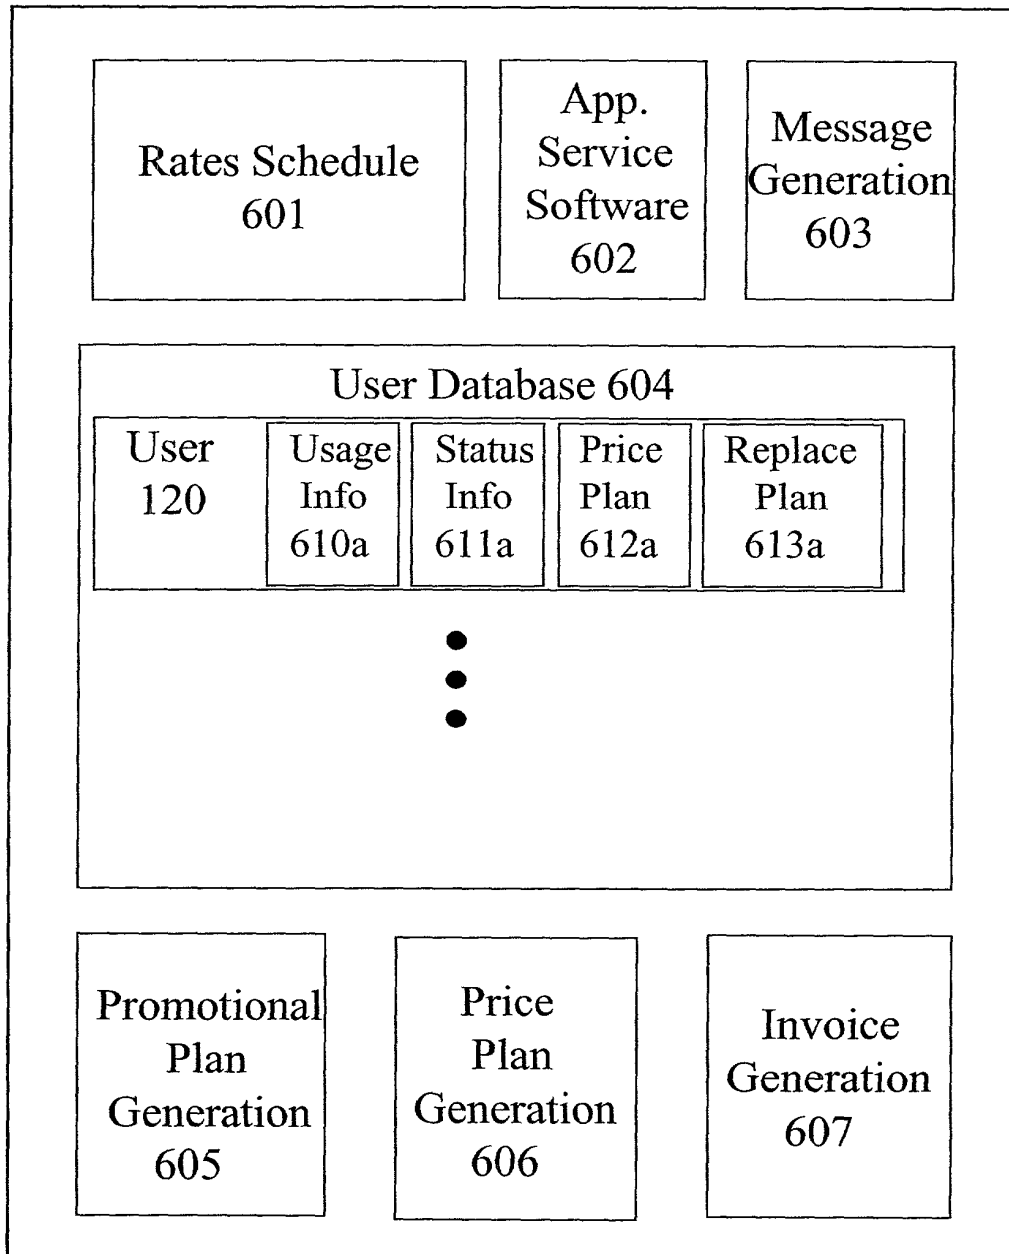 Rates Schedule
601
App.
Service
Software
602
Message
Generation
603
User Database 604
User
120
Usage
Info
610a
Status
Info
611a
Price
Plan
612a
Replace
Plan
613a
Promotional
Plan
Generation
605
Price
Plan
Generation
606
Invoice
Generation
607